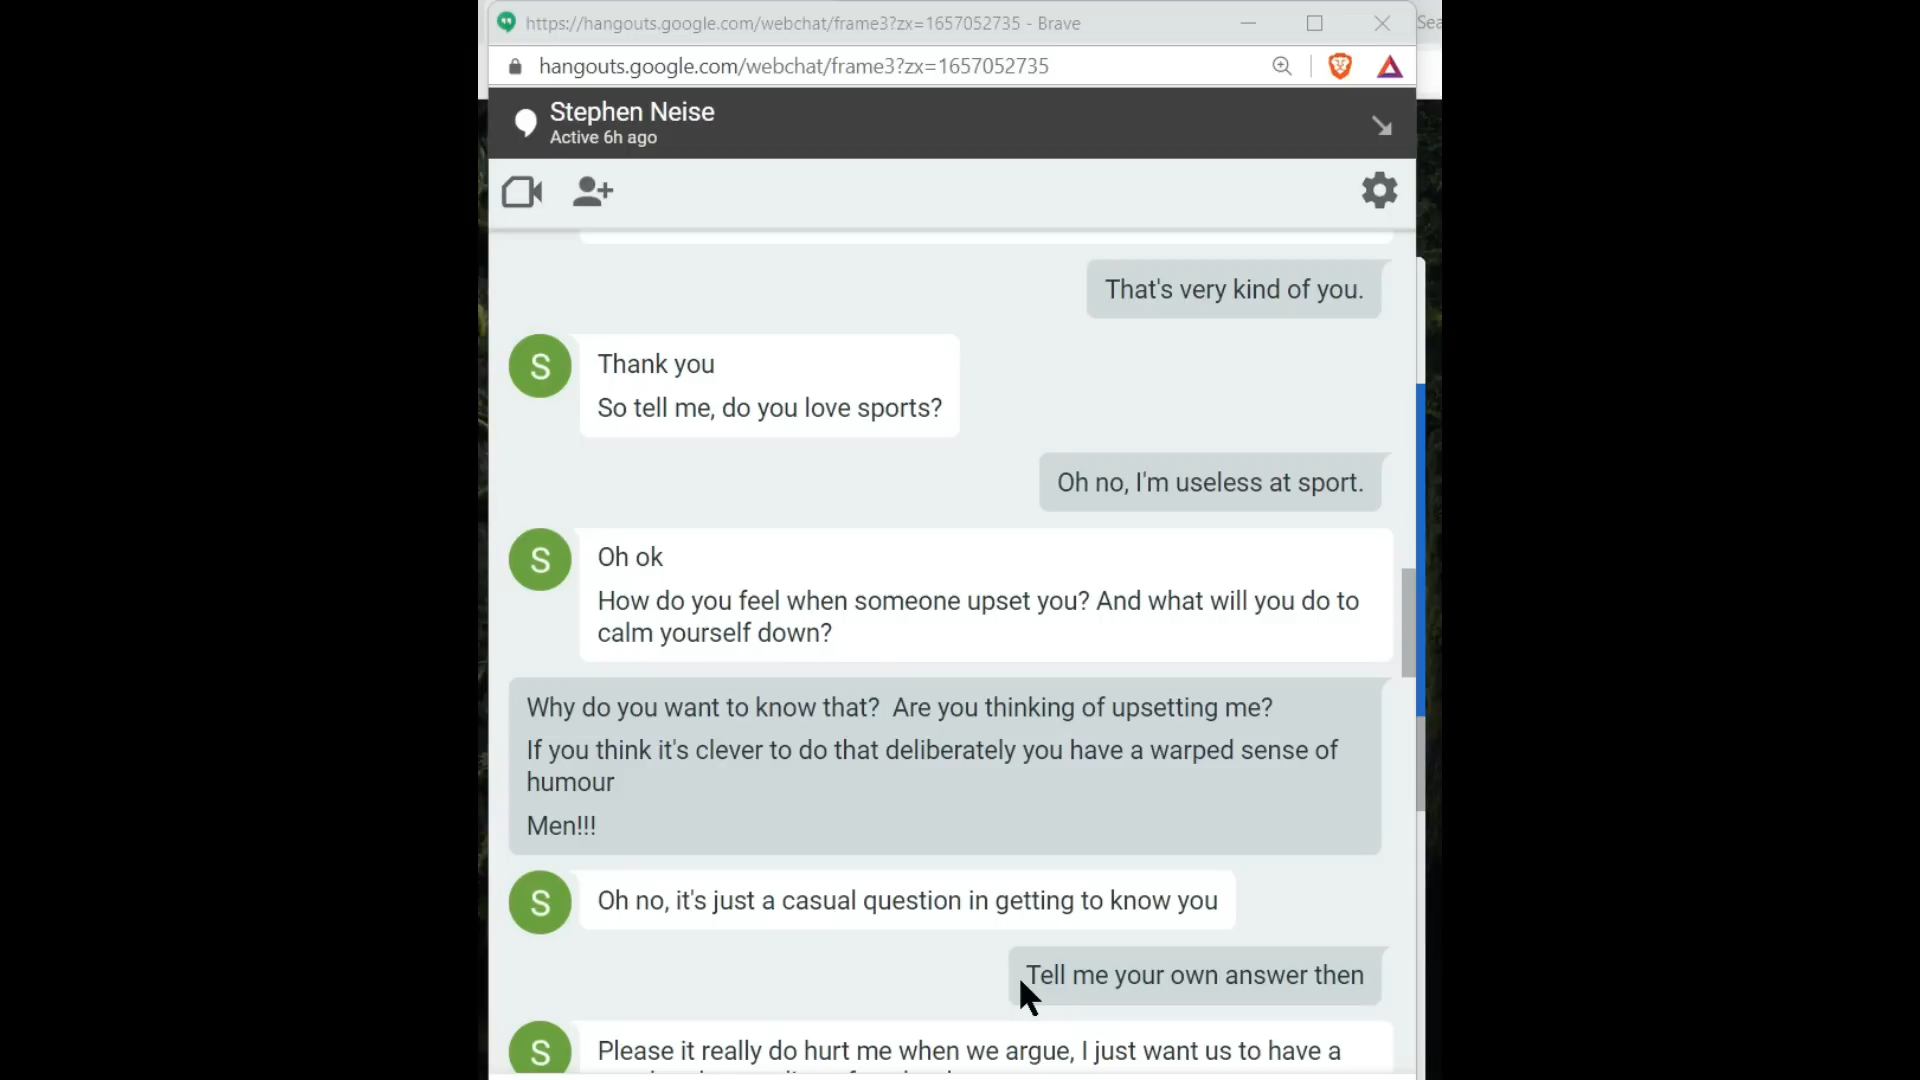 https://hangouts.google.com/webchat/frame3?zx=1657052735 - Brave
Sea
hangouts.google.com/webchat/frame3?zx=1657052735
Stephen Neise
Active 6h ago
That's very kind of you.
S
Thank you
So tell me, do you love sports?
Oh no, I'm useless at sport.
S
Oh ok
How do you feel when someone upset you? And what will you do to
calm yourself down?
Why do you want to know that?  Are you thinking of upsetting me?
If you think it's clever to do that deliberately you have a warped sense of
humour
Men!!!
S
Oh no, it's just a casual question in getting to know you
Tell me your own answer then
S
Please it really do hurt me when we argue, I just want us to have a